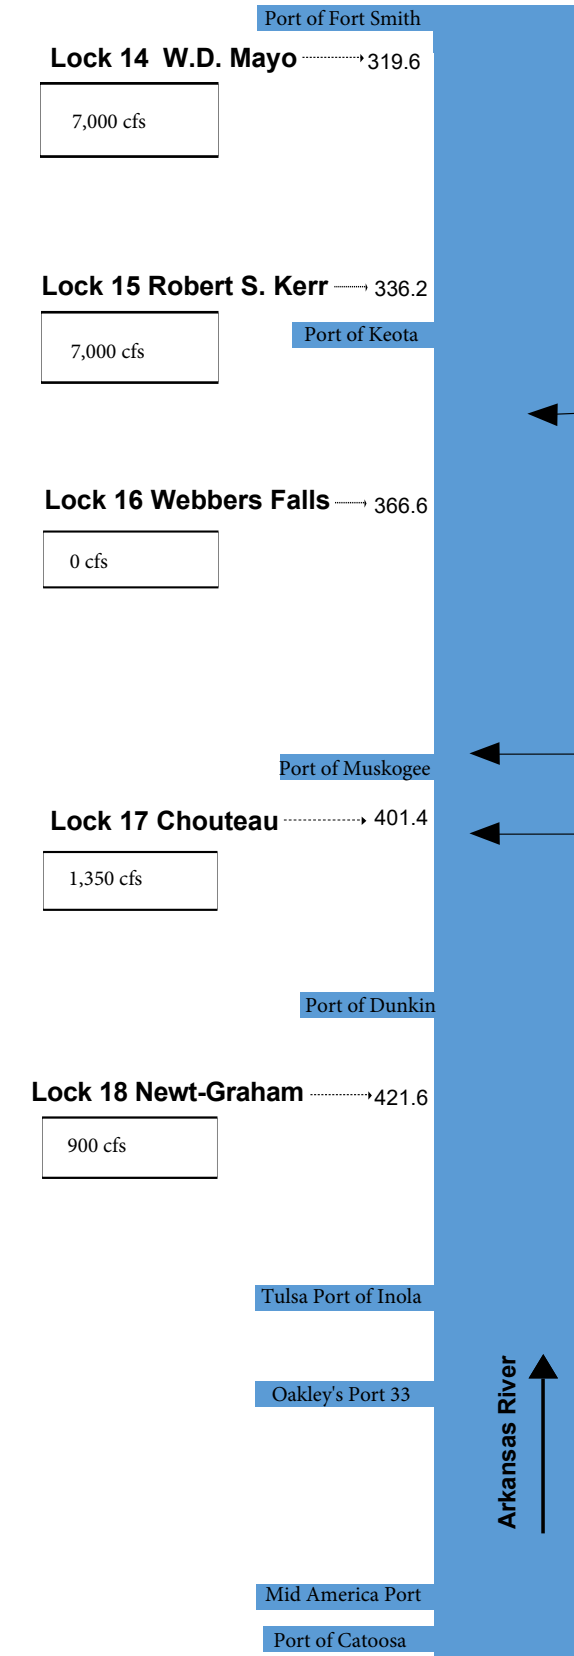 Port of Fort Smith
Lock 14 W.D. Mayo 319.6
7,000 cfs
Lock 15 Robert S. Kerr 336.2
Port of Keota
7,000 cfs
Lock 16 Webbers Falls 366.6
0 cfs
Port of Muskogee
Lock 17 Chouteau 401.4
1,350 cfs
Port of Dunkin
Lock 18 Newt-Graham 421.6
900 cfs
Tulsa Port of Inola
Oakley's Port 33
Arkansas River
Mid America Port
Port of Catoosa